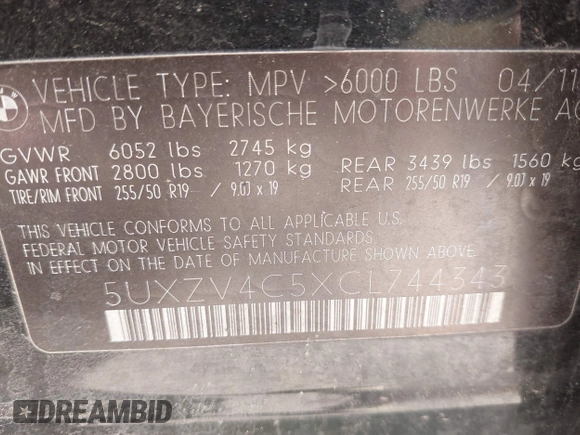 VEHICLE TYPE: MPV >6000 LBS 04/11
MFD BY BAYERISCHE MOTORENWERKE AG
GVWR 6052 lbs 2745 kg
GAWR FRONT 2800 lbs 1270 kg REAR 3439 lbs 1560 kg
TIRE/RIM FRONT 255/50 R19 / 9.0J x 19 REAR 255/50 R19 / 9.0J x 19
THIS VEHICLE CONFORMS TO ALL APPLICABLE U.S.
FEDERAL MOTOR VEHICLE SAFETY STANDARDS
IN EFFECT ON THE DATE OF MANUFACTURE SHOWN ABOVE.
5UXZV4C5XCL744343
DREAMBID